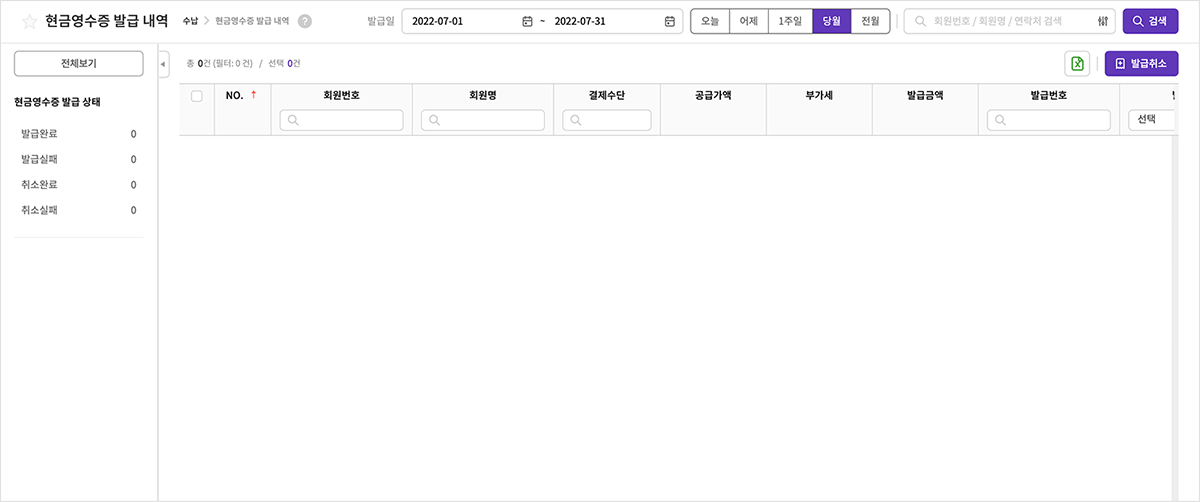 현금영수증 발급 내역 수납 > 현금영수증 발급 내역 ?
발급일 2022-07-01 ~ 2022-07-31 오늘 어제 1주일 당월 전월 회원번호 / 회원명 / 연락처 검색 검색
전체보기
현금영수증 발급 상태
발급완료 0
발급실패 0
취소완료 0
취소실패 0
총 0건 (필터: 0 건) / 선택 0건 발급취소
NO. ↑ 회원번호 회원명 결제수단 공급가액 부가세 발급금액 발급번호
선택